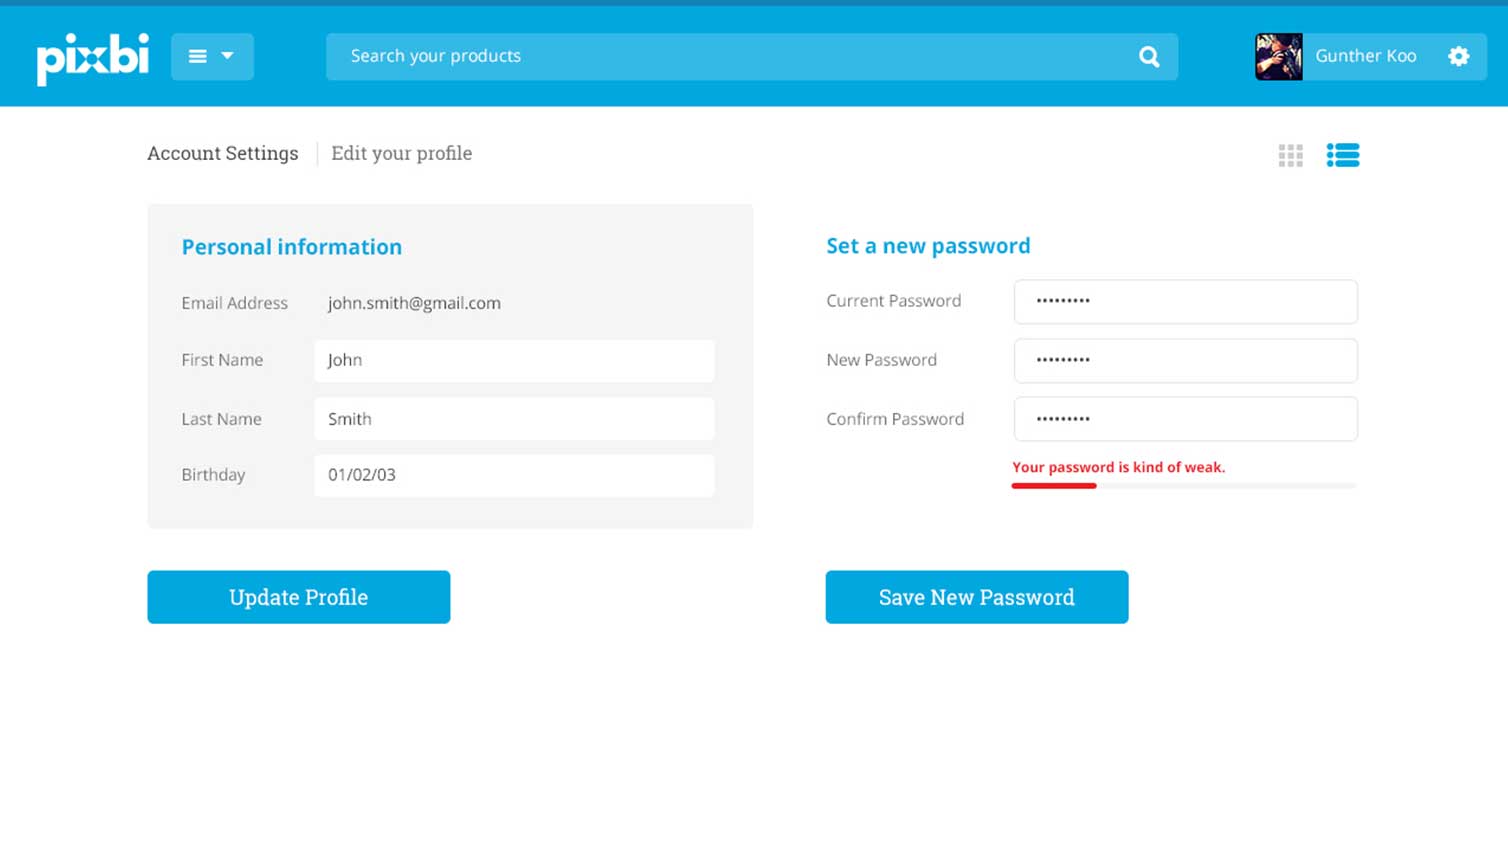 pixbi
Search your products
Gunther Koo
Account Settings
Edit your profile
Personal information
Email Address john.smith@gmail.com
First Name John
Last Name Smith
Birthday 01/02/03
Update Profile
Set a new password
Current Password •••••••••
New Password •••••••••
Confirm Password •••••••••
Your password is kind of weak.
Save New Password